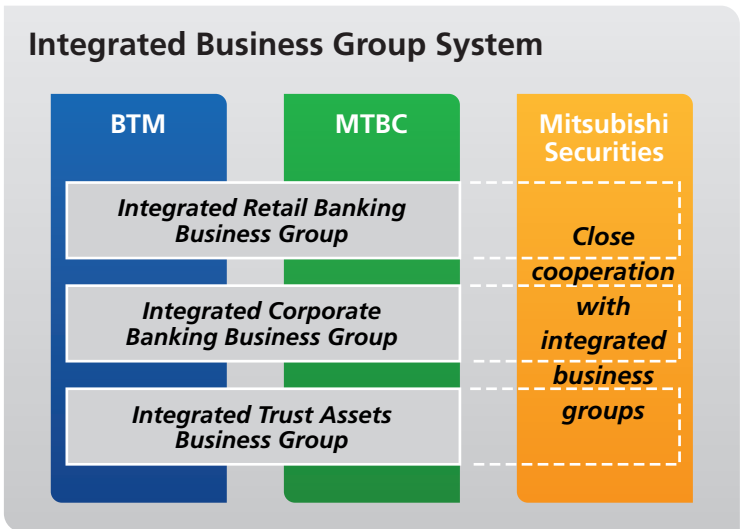 Integrated Business Group System
BTM
MTBC
Mitsubishi
Securities
Integrated Retail Banking
Business Group
Integrated Corporate
Banking Business Group
Integrated Trust Assets
Business Group
Close
cooperation
with
integrated
business
groups